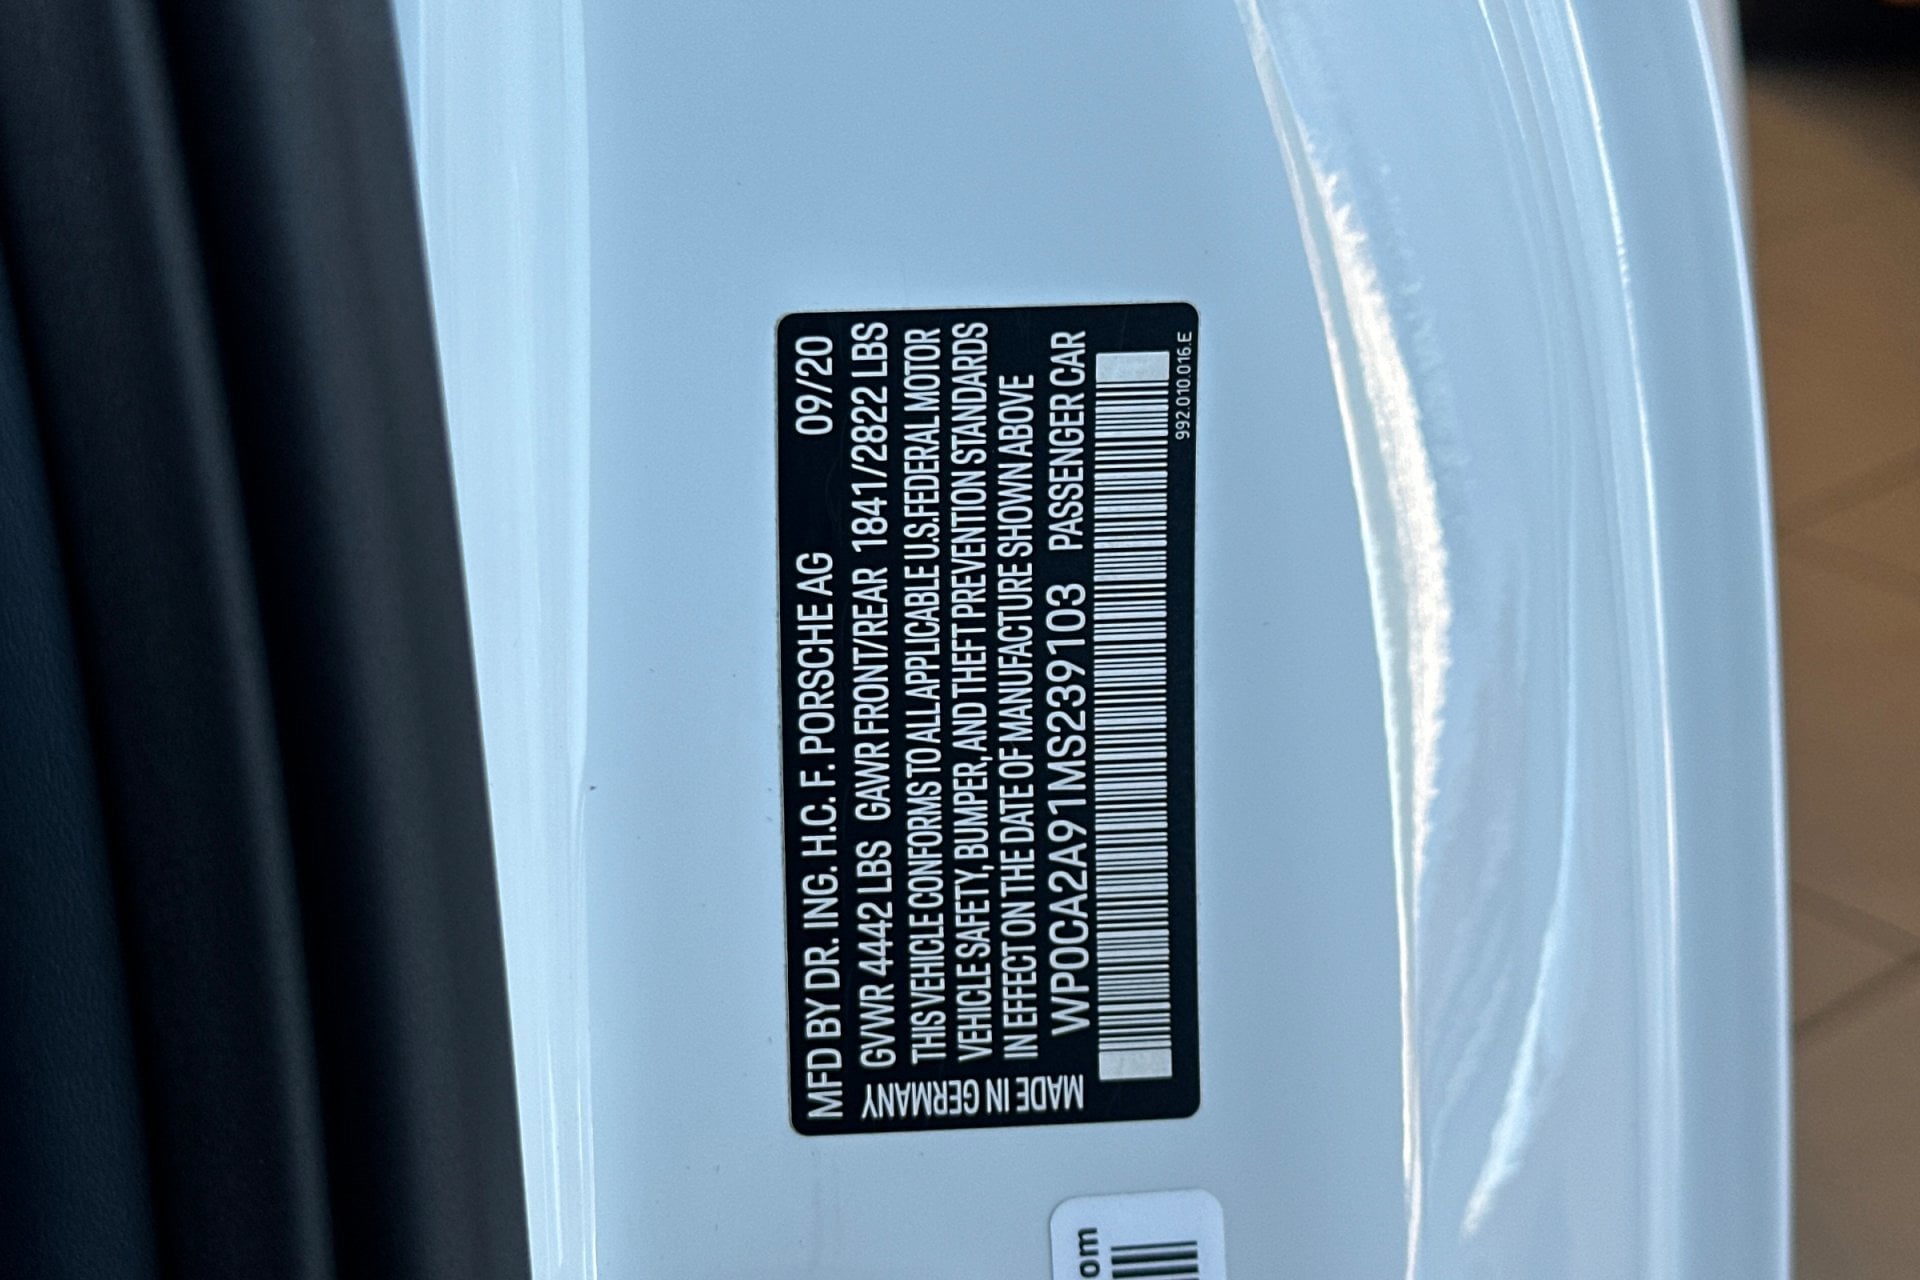 MFD BY DR. ING. H.C. F. PORSCHE AG 09/20
GVWR 4442 LBS GAWR FRONT/REAR 1841/2822 LBS
THIS VEHICLE CONFORMS TO ALL APPLICABLE U.S. FEDERAL MOTOR
VEHICLE SAFETY, BUMPER, AND THEFT PREVENTION STANDARDS
IN EFFECT ON THE DATE OF MANUFACTURE SHOWN ABOVE
WP0CA2A91MS239103 PASSENGER CAR
MADE IN GERMANY
992.010.016.E
om